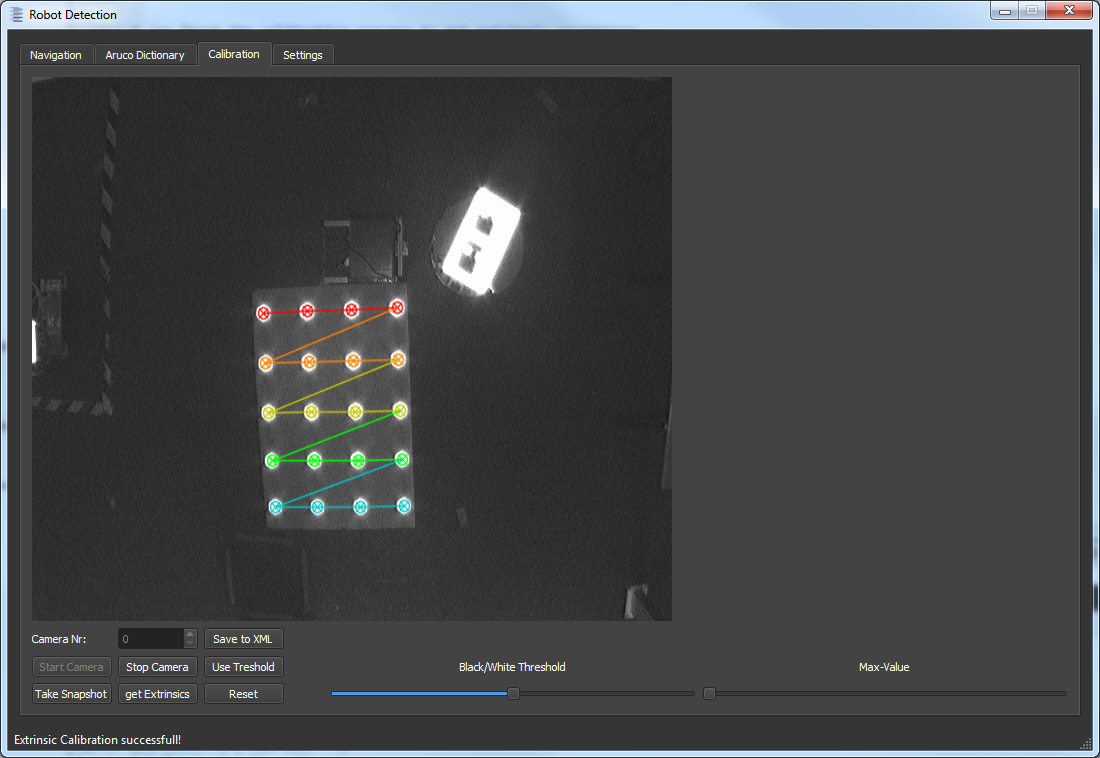 Robot Detection
Navigation Aruco Dictionary Calibration Settings
Camera Nr: 0 Save to XML
Start Camera Stop Camera Use Treshold Black/White Threshold Max-Value
Take Snapshot get Extrinsics Reset
Extrinsic Calibration successfull!